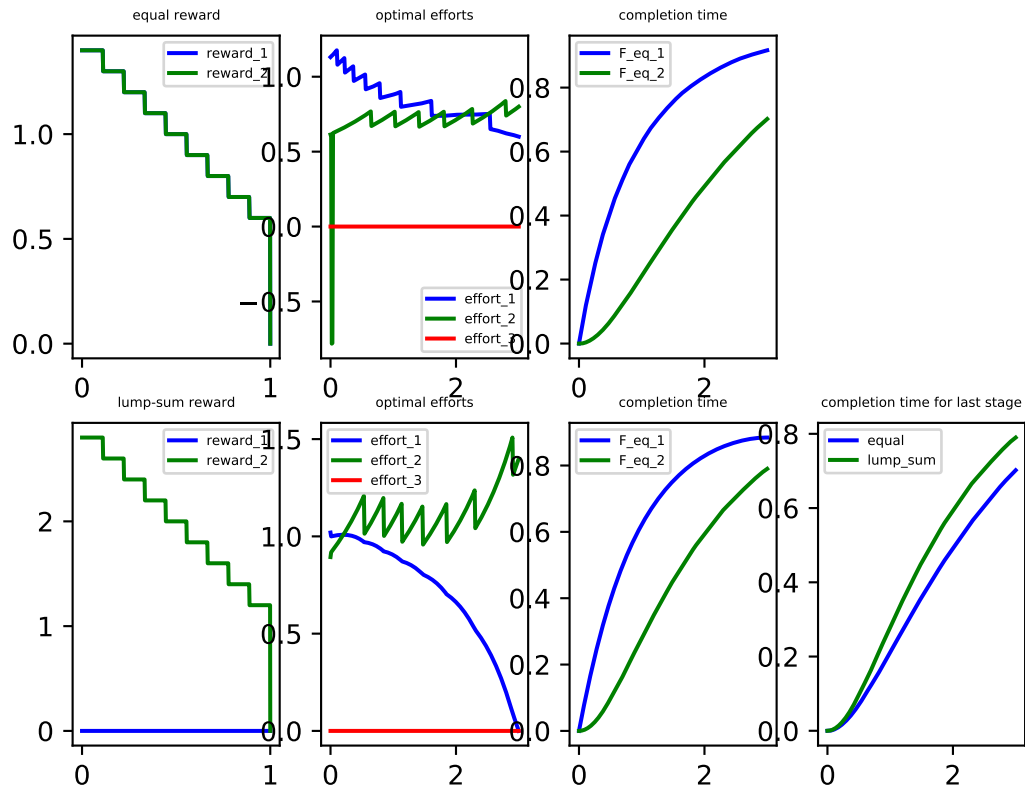 equal reward
optimal efforts
completion time
reward_1
reward_2
effort_1
effort_2
effort_3
F_eq_1
F_eq_2
1.0
0.5
0.0
0
1
1.0
0.5
0.0
−0.5
0
2
0.8
0.6
0.4
0.2
0.0
0
2
lump-sum reward
optimal efforts
completion time
completion time for last stage
reward_1
reward_2
effort_1
effort_2
effort_3
F_eq_1
F_eq_2
equal
lump_sum
2
1
0
0
1
1.5
1.0
0.5
0.0
0
2
0.8
0.6
0.4
0.2
0.0
0
2
0.8
0.6
0.4
0.2
0.0
0
2